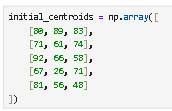 initial_centroids = np.array([
    [80, 89, 83],
    [71, 61, 74],
    [92, 66, 58],
    [67, 26, 71],
    [81, 56, 48]
])